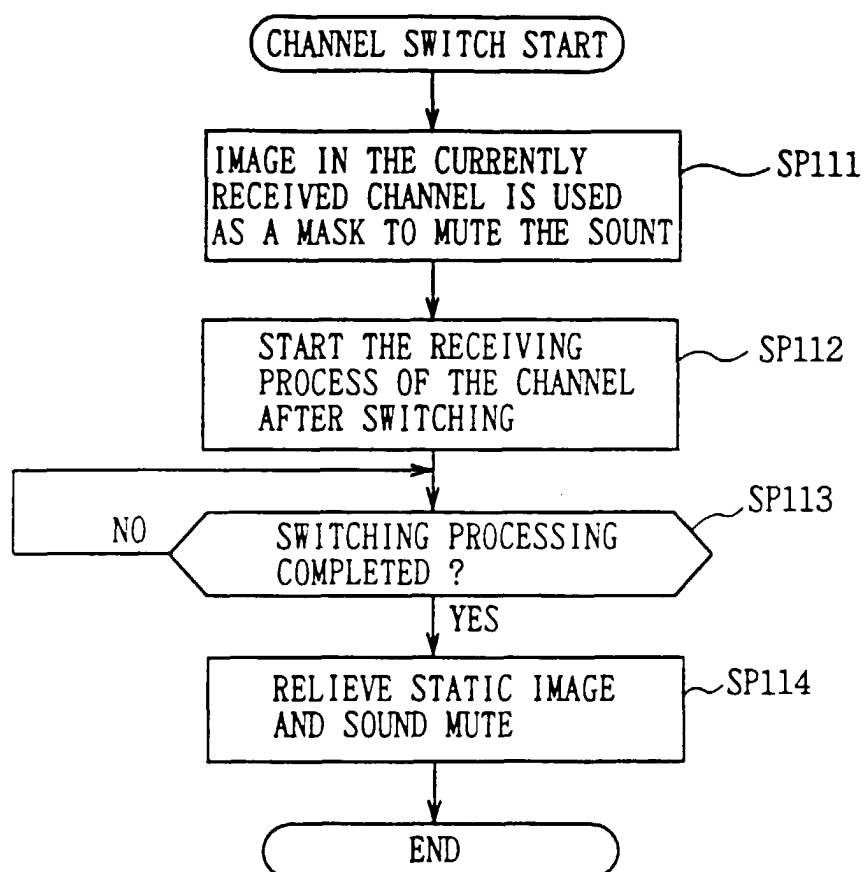 CHANNEL SWITCH START
IMAGE IN THE CURRENTLY
RECEIVED CHANNEL IS USED
AS A MASK TO MUTE THE SOUNT
SP111
START THE RECEIVING
PROCESS OF THE CHANNEL
AFTER SWITCHING
SP112
SWITCHING PROCESSING
COMPLETED ?
SP113
NO
YES
RELIEVE STATIC IMAGE
AND SOUND MUTE
SP114
END